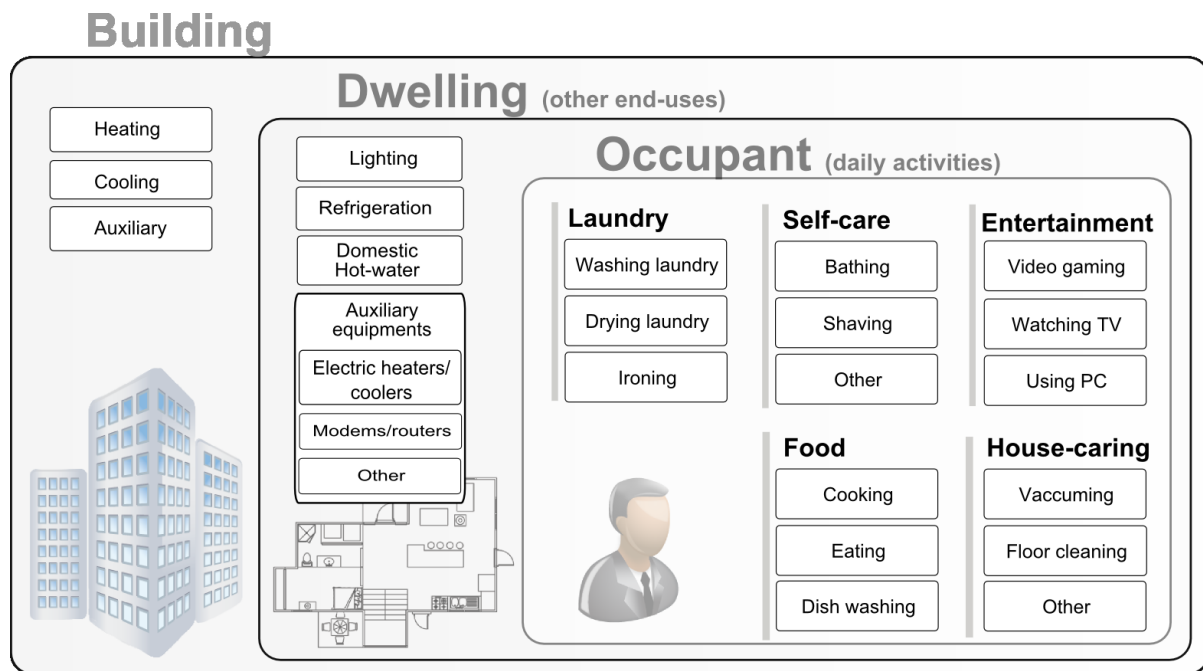 Building
Dwelling (other end-uses)
Occupant (daily activities)
Heating
Cooling
Auxiliary
Lighting
Refrigeration
Domestic
Hot-water
Auxiliary
equipments
Electric heaters/
coolers
Modems/routers
Other
Laundry
Washing laundry
Drying laundry
Ironing
Self-care
Bathing
Shaving
Other
Entertainment
Video gaming
Watching TV
Using PC
Food
Cooking
Eating
Dish washing
House-caring
Vaccuming
Floor cleaning
Other